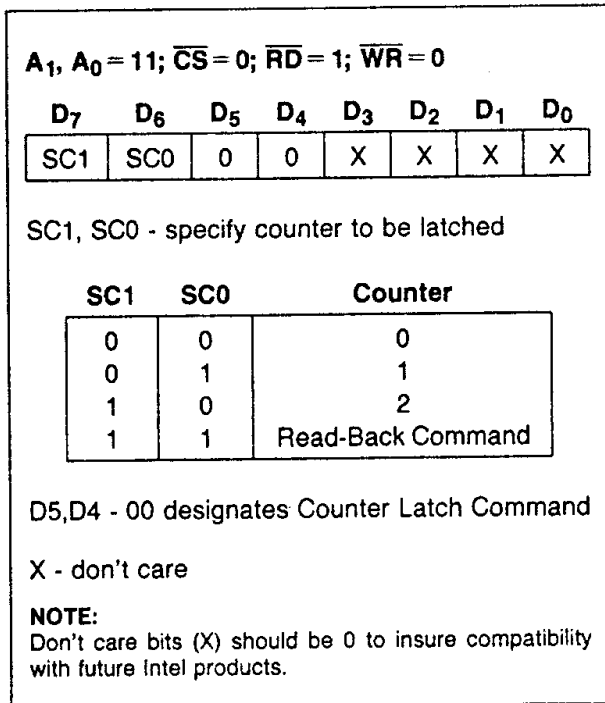 A1, A0 = 11; C̅S̅ = 0; R̅D̅ = 1; W̅R̅ = 0
D7 D6 D5 D4 D3 D2 D1 D0
SC1 SC0 0 0 X X X X
SC1, SC0 - specify counter to be latched
SC1 SC0 Counter
0 0 0
0 1 1
1 0 2
1 1 Read-Back Command
D5,D4 - 00 designates Counter Latch Command
X - don't care
NOTE:
Don't care bits (X) should be 0 to insure compatibility
with future Intel products.